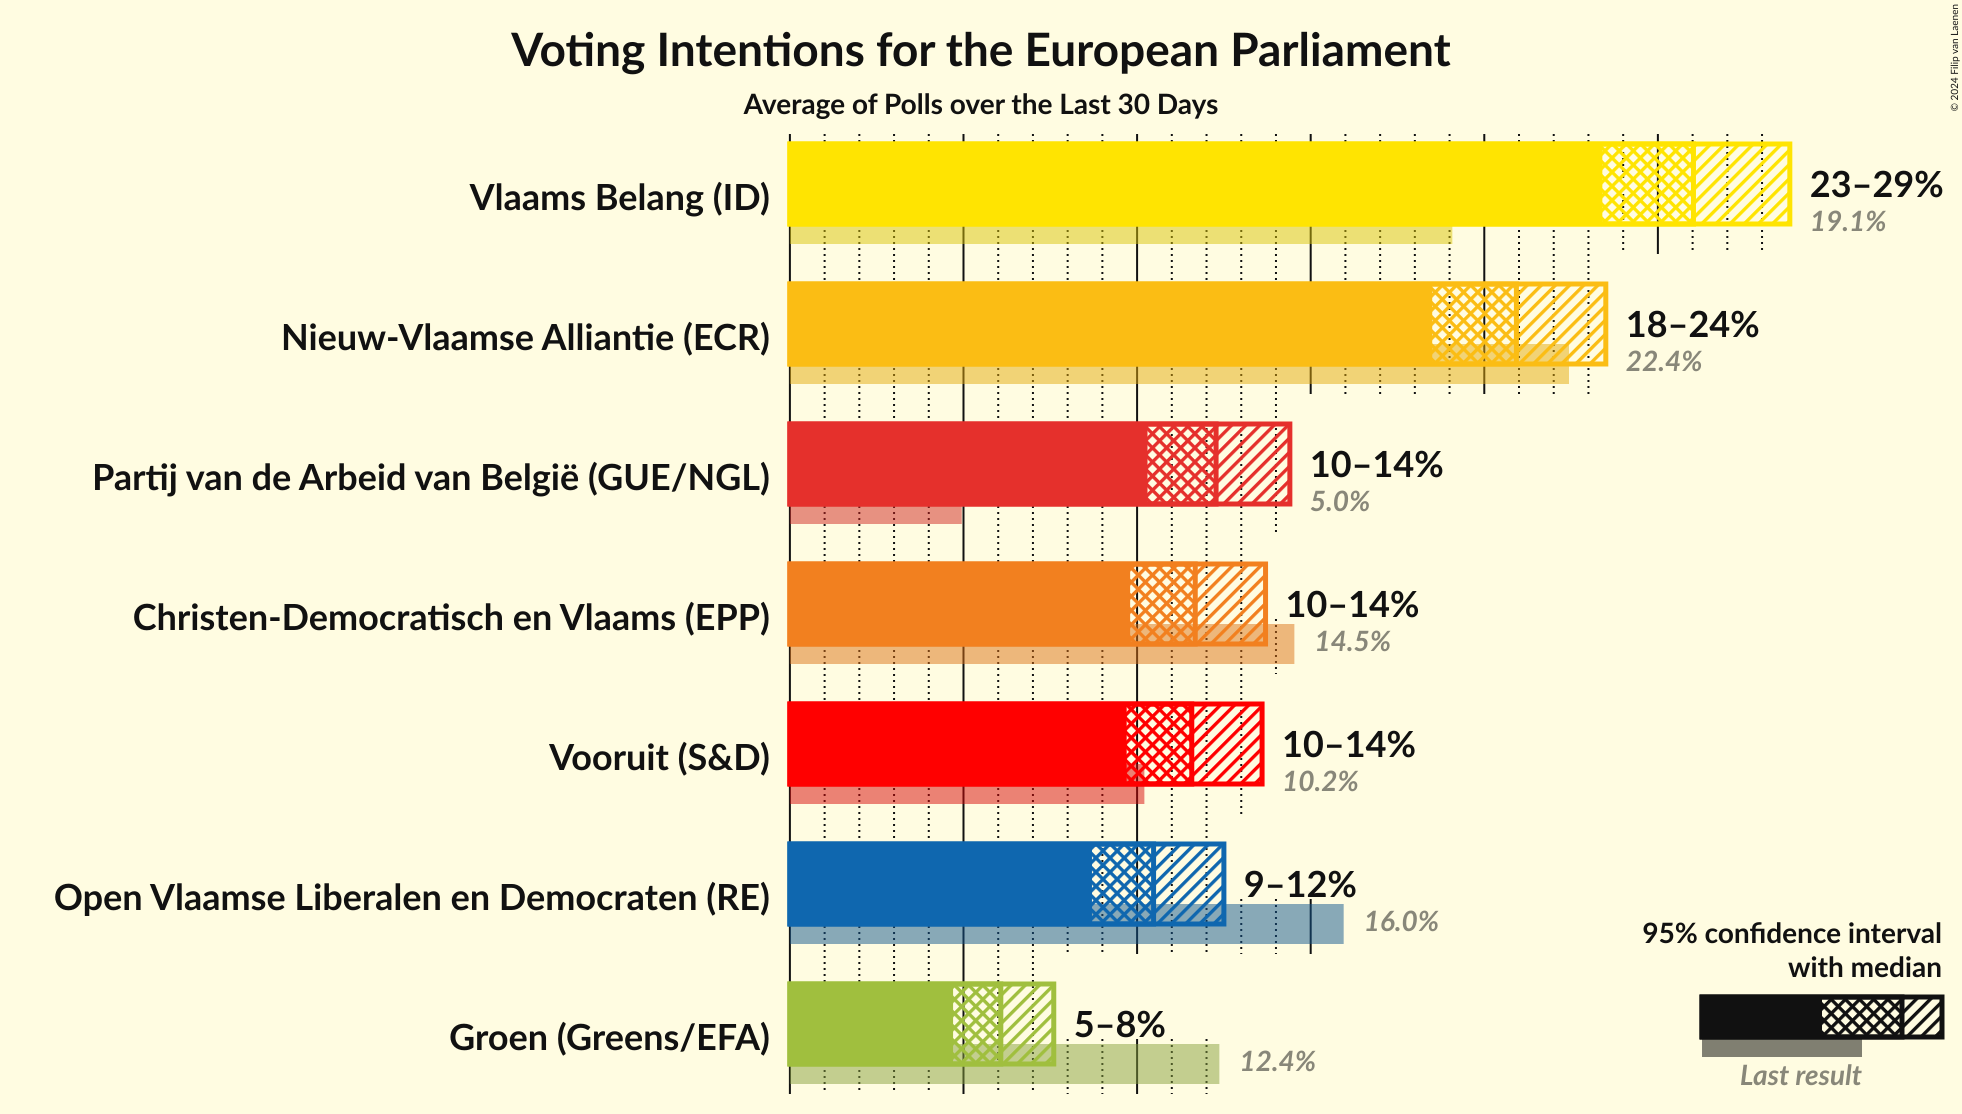 Voting Intentions for the European Parliament
Average of Polls over the Last 30 Days
© 2024 Filip van Laenen
Vlaams Belang (ID)
23–29%
19.1%
Nieuw-Vlaamse Alliantie (ECR)
18–24%
22.4%
Partij van de Arbeid van België (GUE/NGL)
10–14%
5.0%
Christen-Democratisch en Vlaams (EPP)
10–14%
14.5%
Vooruit (S&D)
10–14%
10.2%
Open Vlaamse Liberalen en Democraten (RE)
9–12%
16.0%
Groen (Greens/EFA)
5–8%
12.4%
95% confidence interval
with median
Last result